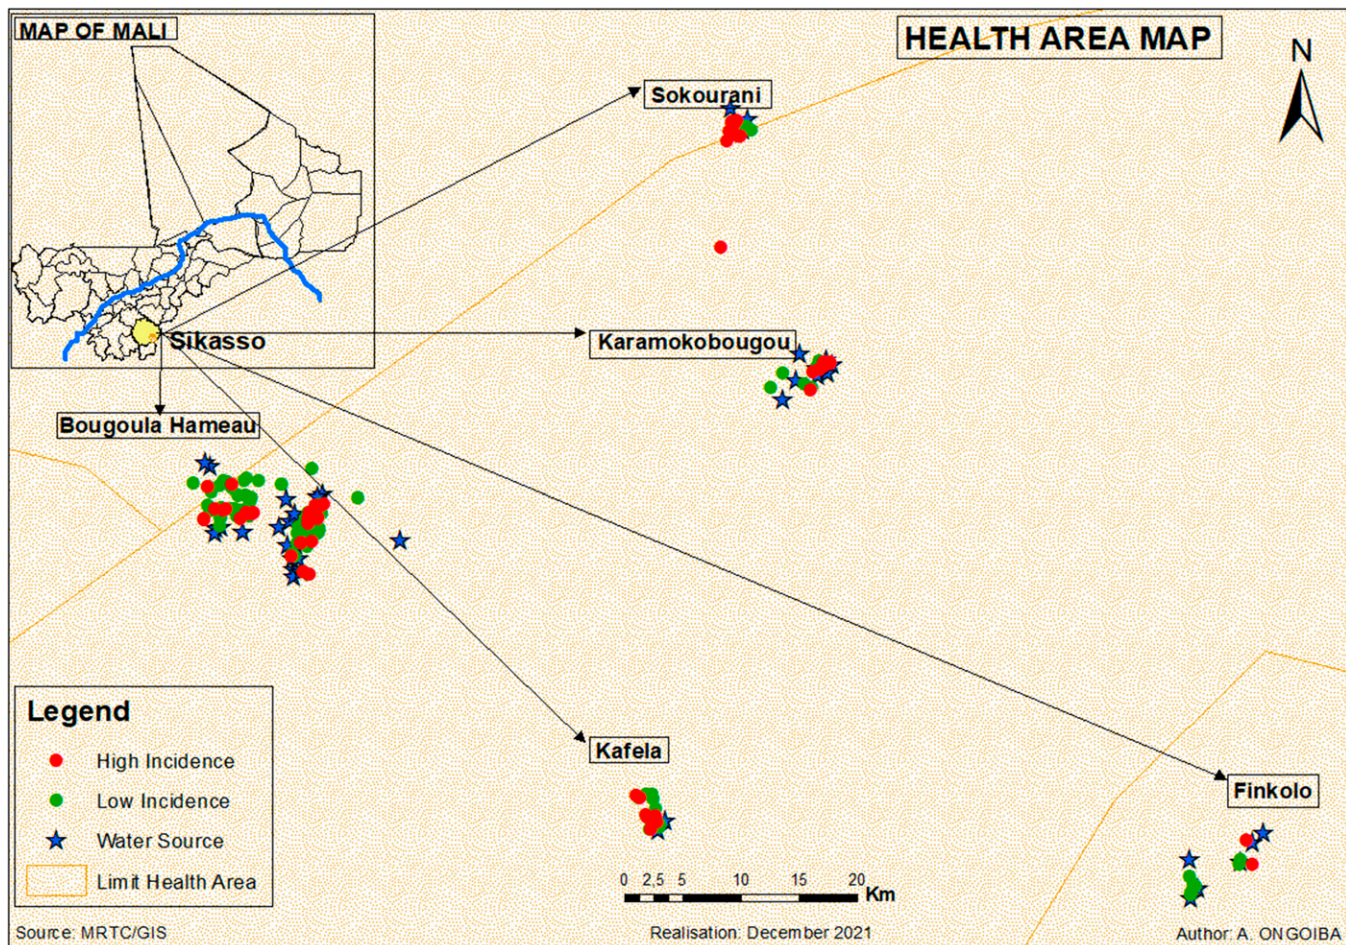 MAP OF MALI
HEALTH AREA MAP
N
Sokourani
Sikasso
Karamokobougou
Bougoula Hameau
Kafela
Finkolo
Legend
High Incidence
Low Incidence
Water Source
Limit Health Area
0 2,5 5 10 15 20
Km
Source: MRTC/GIS
Realisation: December 2021
Author: A. ONGOIBA